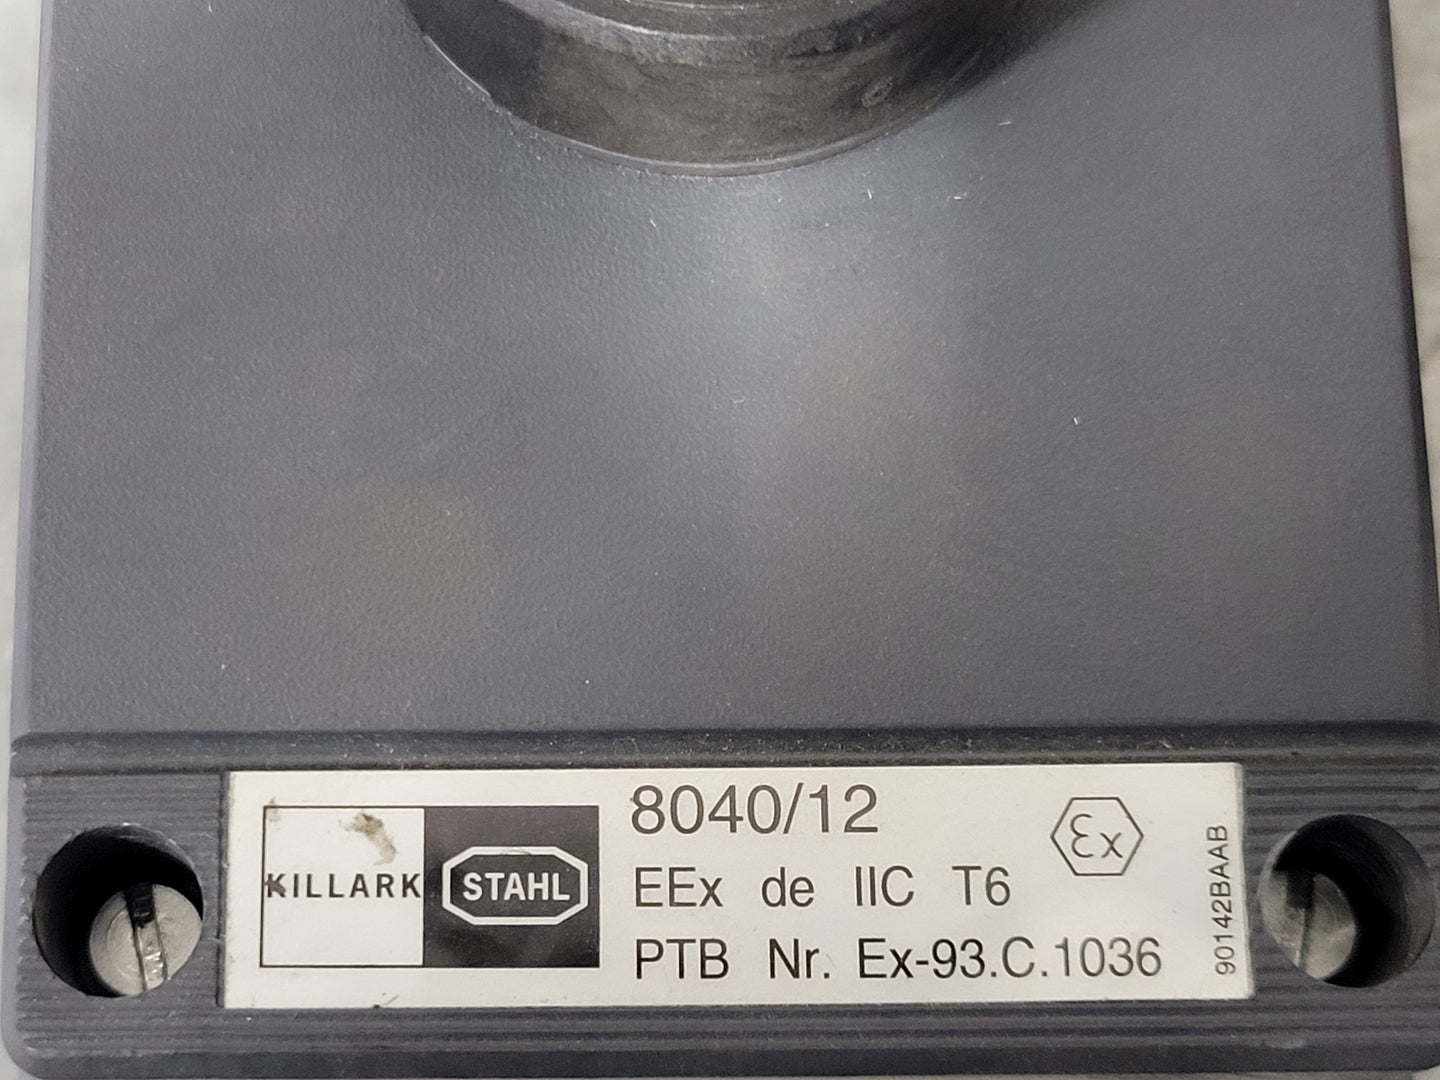 KILLARK
STAHL
8040/12
EEx de IIC T6
PTB Nr. Ex-93.C.1036
Ex
90142BAAB